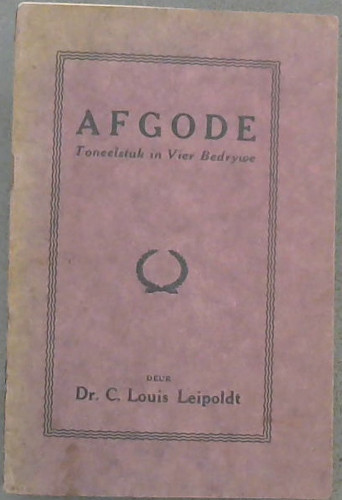 AFGODE
Toneelstuk in Vier Bedrywe
DEUR
Dr. C. Louis Leipoldt